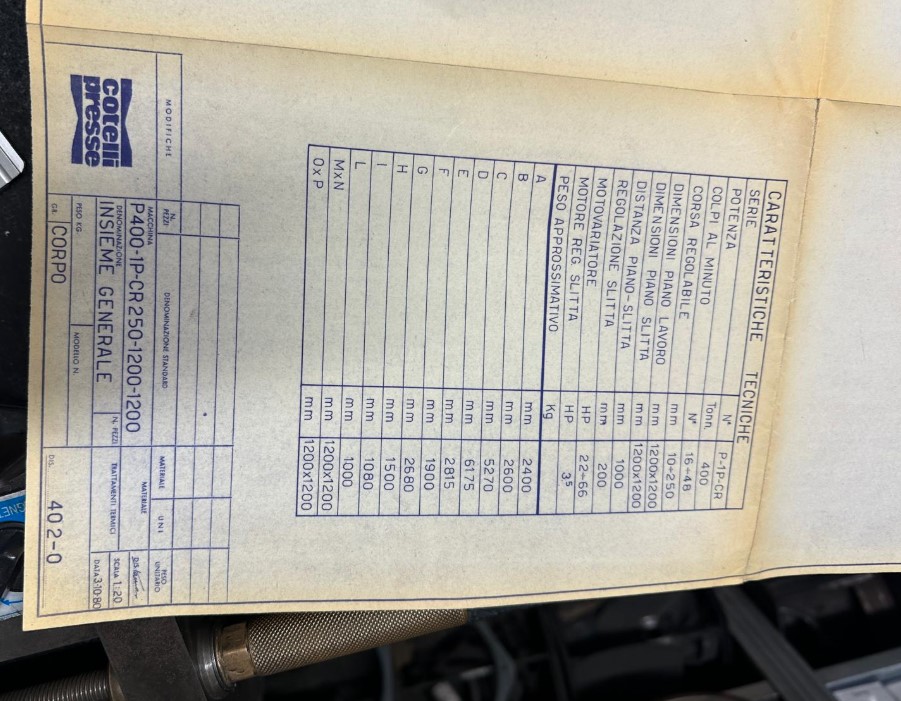 CARATTERISTICHE TECNICHE
SERIE N° P-1P-CR
POTENZA Tonn. 400
COLPI AL MINUTO N° 16÷48
CORSA REGOLABILE mm 10÷250
DIMENSIONI PIANO LAVORO mm 1200x1200
DIMENSIONI PIANO SLITTA mm 1200x1200
DISTANZA PIANO-SLITTA mm 1000
REGOLAZIONE SLITTA mm 200
MOTOVARIATORE HP 22÷66
MOTORE REG. SLITTA HP 3⁵
PESO APPROSSIMATIVO Kg
A mm 2400
B mm 2600
C mm 5270
D mm 6175
E mm 2815
F mm 1900
G mm 2680
H mm 1500
I mm 1080
L mm 1000
MxN mm 1200x1200
OxP mm 1200x1200
MODIFICHE
N. PEZZI DENOMINAZIONE STANDARD MATERIALE UNI PESO UNITARIO
colelli presse
MACCHINA
P400-1P-CR250-1200-1200
MATERIALE
DENOMINAZIONE
INSIEME GENERALE
N. PEZZI
TRATTAMENTI TERMICI
SCALA 1:20
DATA 3-10-80
PESO KG.
MODELLO N.
GR. CORPO
DIS. 402-0